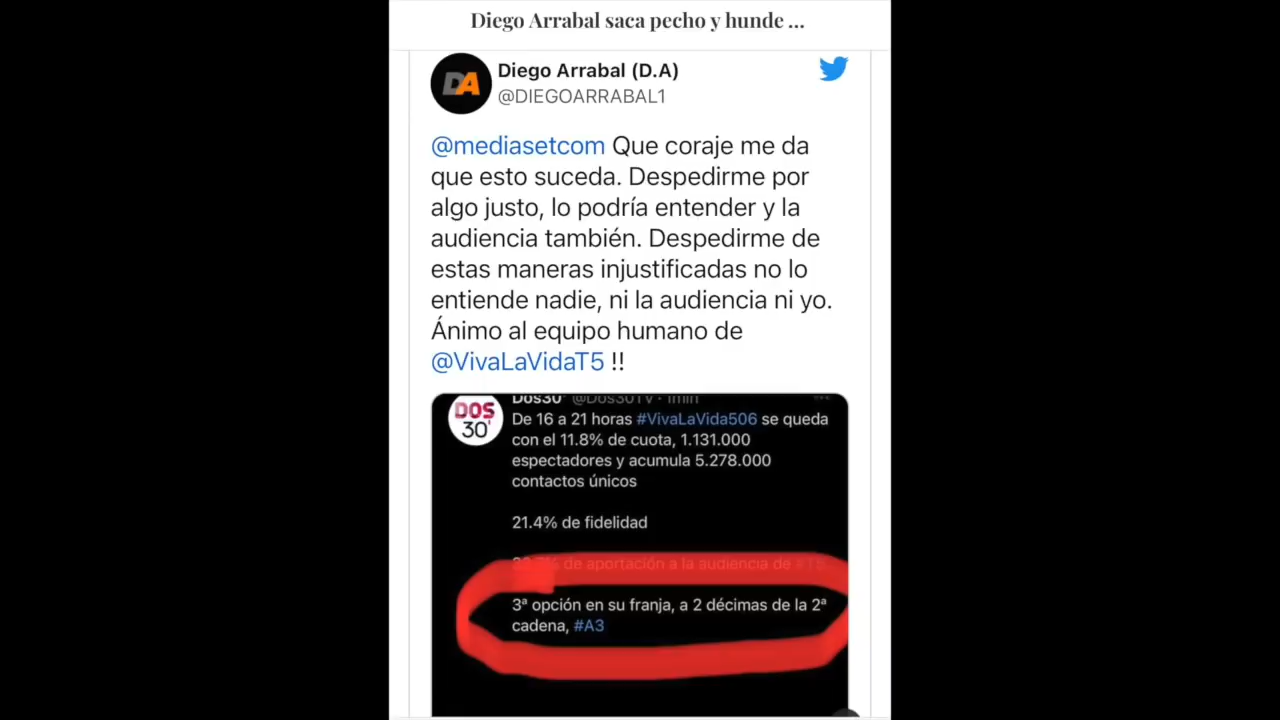 Diego Arrabal saca pecho y hunde ...
DA
Diego Arrabal (D.A)
@DIEGOARRABAL1
@mediasetcom Que coraje me da
que esto suceda. Despedirme por
algo justo, lo podría entender y la
audiencia también. Despedirme de
estas maneras injustificadas no lo
entiende nadie, ni la audiencia ni yo.
Ánimo al equipo humano de
@VivaLaVidaT5 !!
Dos30' @Dos30TV · 1min
DOS
30'
De 16 a 21 horas #VivaLaVida506 se queda
con el 11.8% de cuota, 1.131.000
espectadores y acumula 5.278.000
contactos únicos
21.4% de fidelidad
de aportación a la audiencia de
3ª opción en su franja, a 2 décimas de la 2ª
cadena, #A3